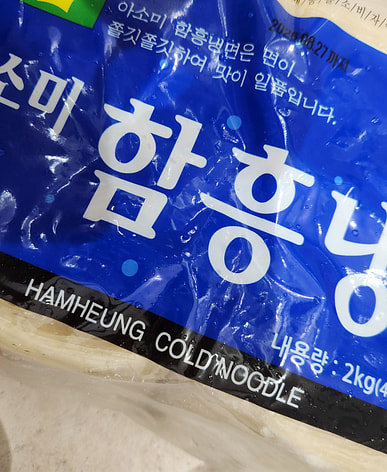 아소미 함흥냉면은 면이
쫄깃쫄깃하여 맛이 일품입니다.
소미
함흥냉
HAMHEUNG COLD NOODLE
내용량 : 2kg(4